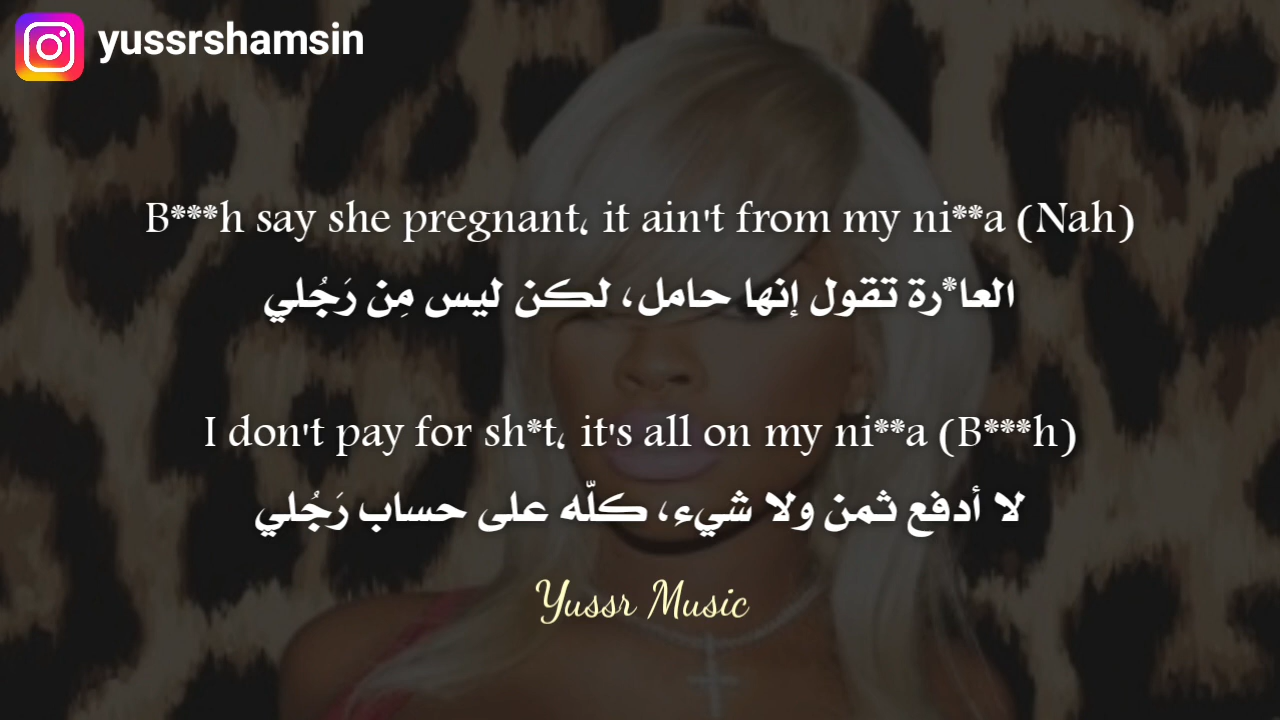 yussrshamsin
B***h say she pregnant، it ain't from my ni**a (Nah)
العا*رة تقول إنها حامل، لكن ليس مِن رَجُلي
I don't pay for sh*t، it's all on my ni**a (B***h)
لا أدفع ثمن ولا شيء، كلّه على حساب رَجُلي
Yussr Music